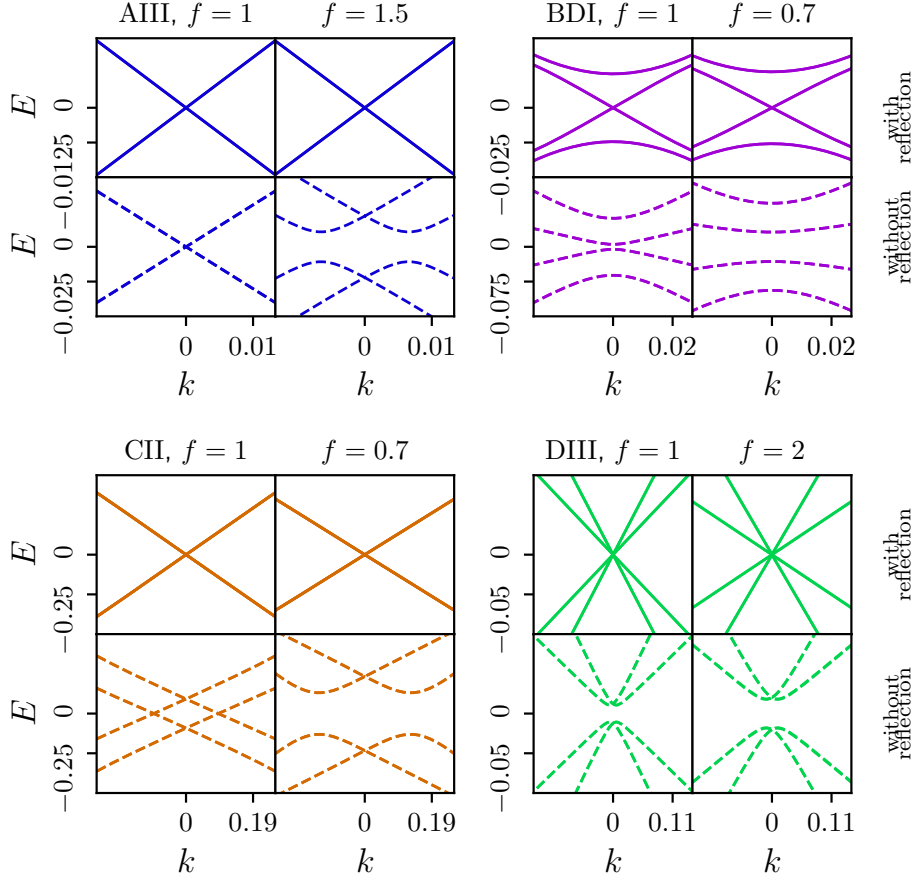 AIII, f = 1
f = 1.5
BDI, f = 1
f = 0.7
E
0
−0.0125
0
−0.025
with
reflection
E
0
−0.025
0
−0.075
without
reflection
0
0.01
0
0.01
0
0.02
0
0.02
k
k
k
k
CII, f = 1
f = 0.7
DIII, f = 1
f = 2
E
0
−0.25
0
−0.05
with
reflection
E
0
−0.25
0
−0.05
without
reflection
0
0.19
0
0.19
0
0.11
0
0.11
k
k
k
k